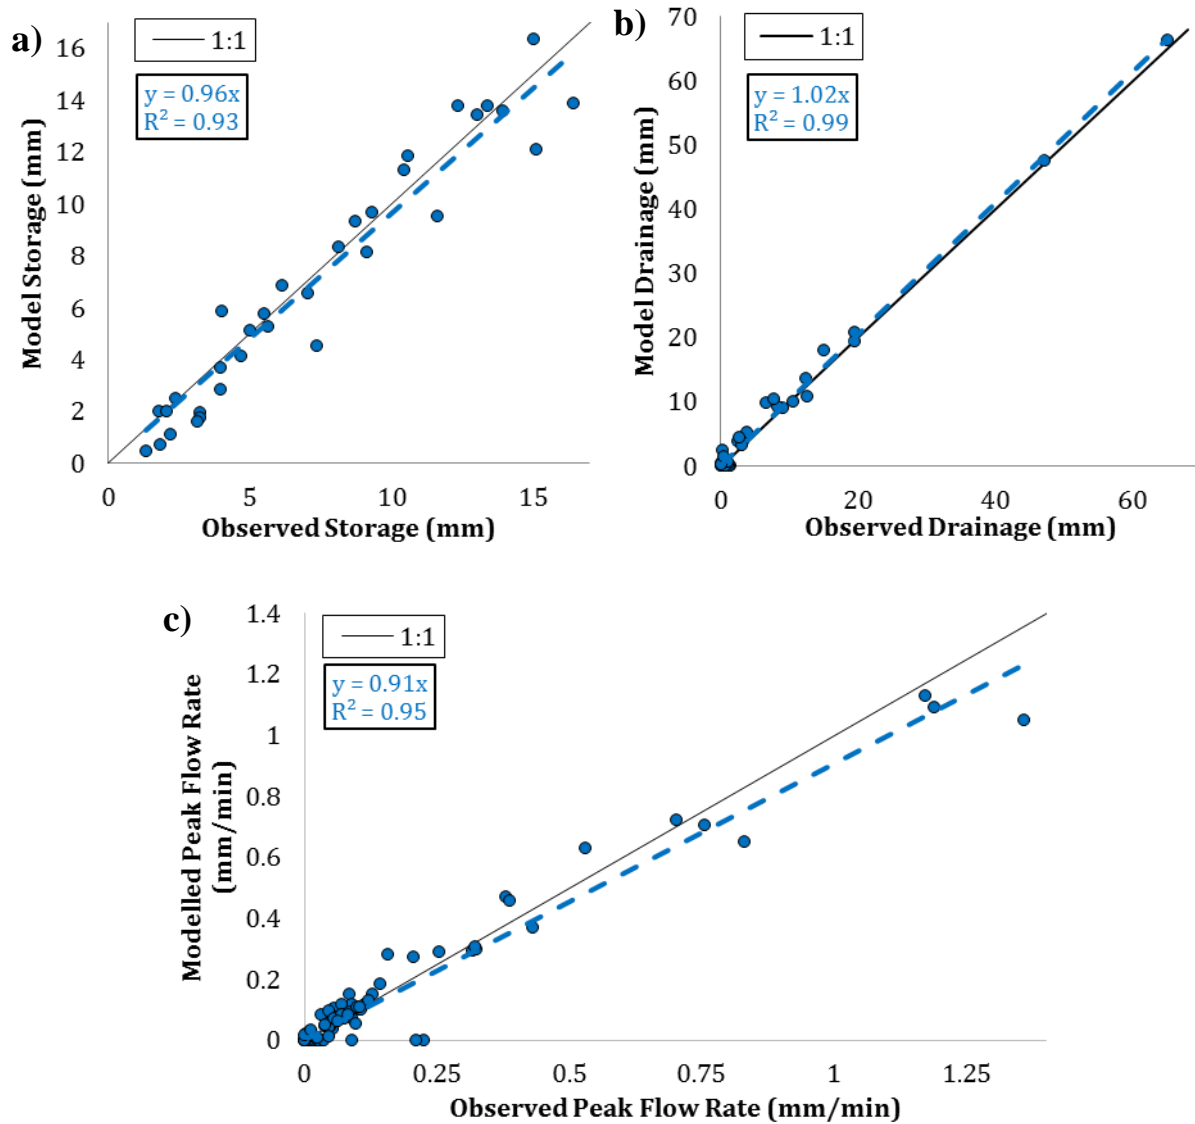 a)
1:1
y = 0.96x
R² = 0.93
Model Storage (mm)
16
14
12
10
8
6
4
2
0
0 5 10 15
Observed Storage (mm)
b)
1:1
y = 1.02x
R² = 0.99
Model Drainage (mm)
70
60
50
40
30
20
10
0
0 20 40 60
Observed Drainage (mm)
c)
1:1
y = 0.91x
R² = 0.95
Modelled Peak Flow Rate
(mm/min)
1.4
1.2
1
0.8
0.6
0.4
0.2
0
0 0.25 0.5 0.75 1 1.25
Observed Peak Flow Rate (mm/min)